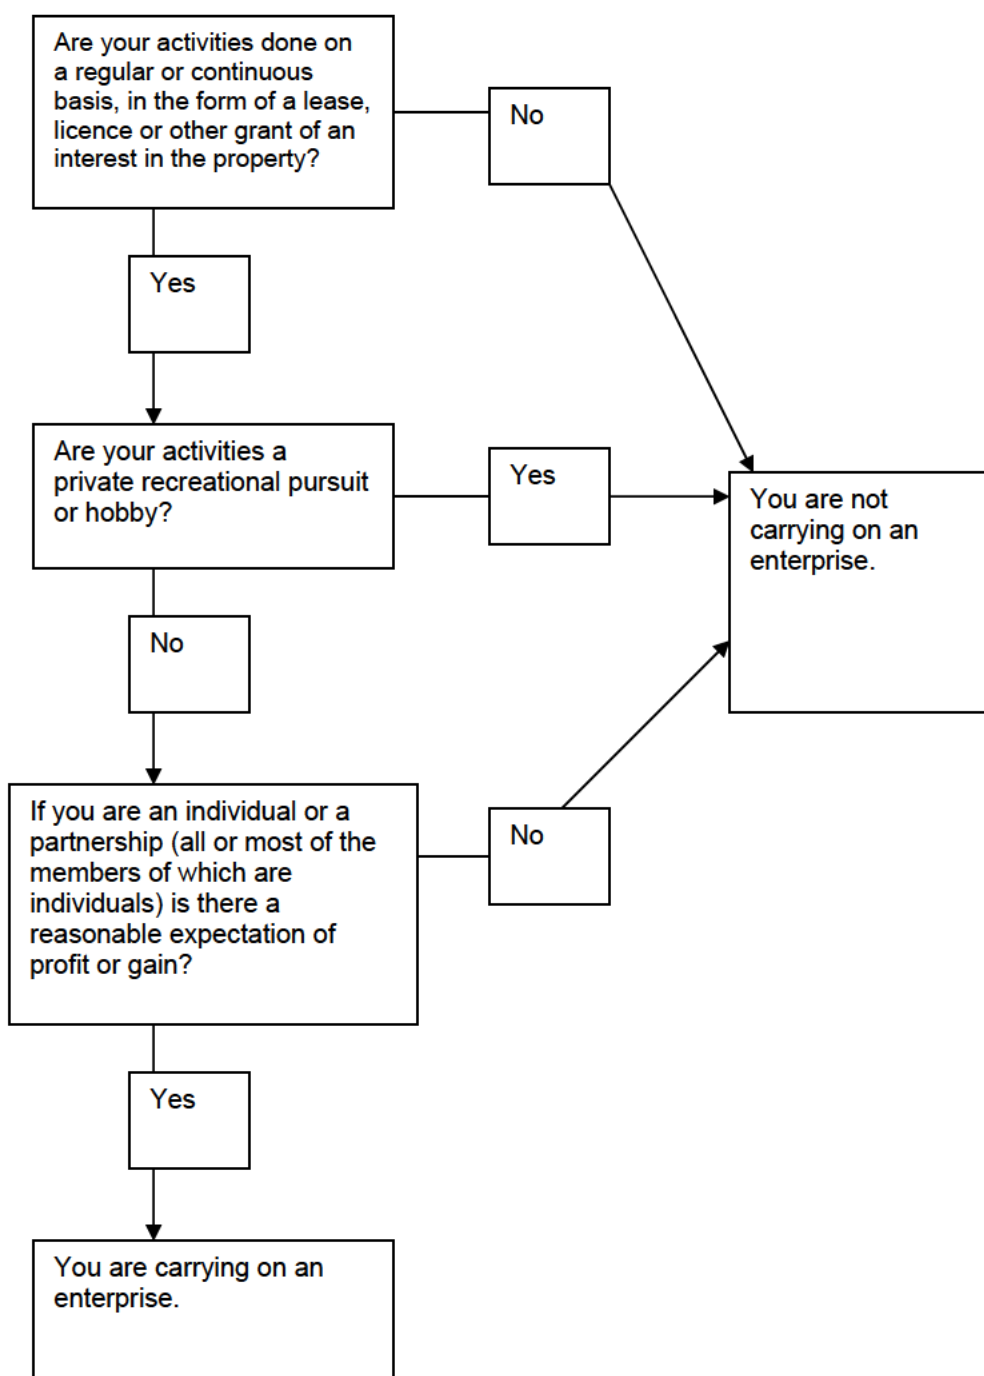 Are your activities done on
a regular or continuous
basis, in the form of a lease,
licence or other grant of an
interest in the property?
No
Yes
Are your activities a
private recreational pursuit
or hobby?
Yes
You are not
carrying on an
enterprise.
No
If you are an individual or a
partnership (all or most of the
members of which are
individuals) is there a
reasonable expectation of
profit or gain?
No
Yes
You are carrying on an
enterprise.